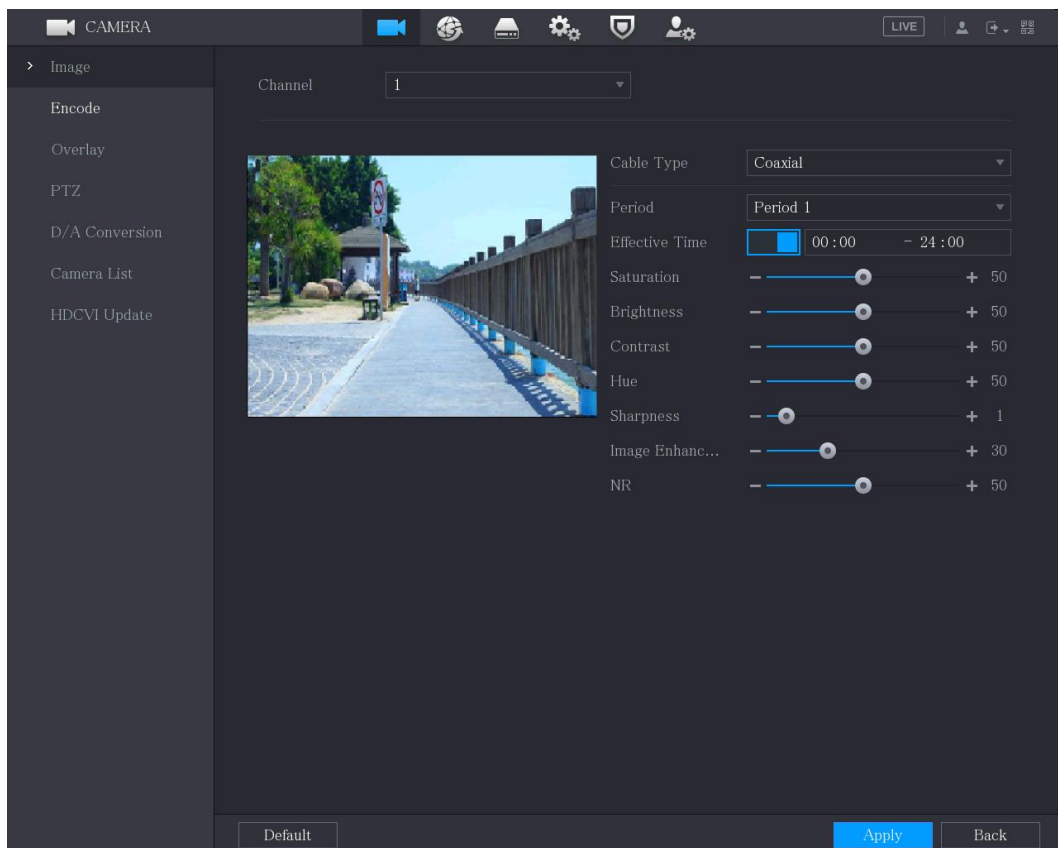 CAMERA
LIVE
Image
Encode
Overlay
PTZ
D/A Conversion
Camera List
HDCVI Update
Channel 1
Cable Type Coaxial
Period Period 1
Effective Time 00:00 - 24:00
Saturation 50
Brightness 50
Contrast 50
Hue 50
Sharpness 1
Image Enhanc... 30
NR 50
Default
Apply
Back